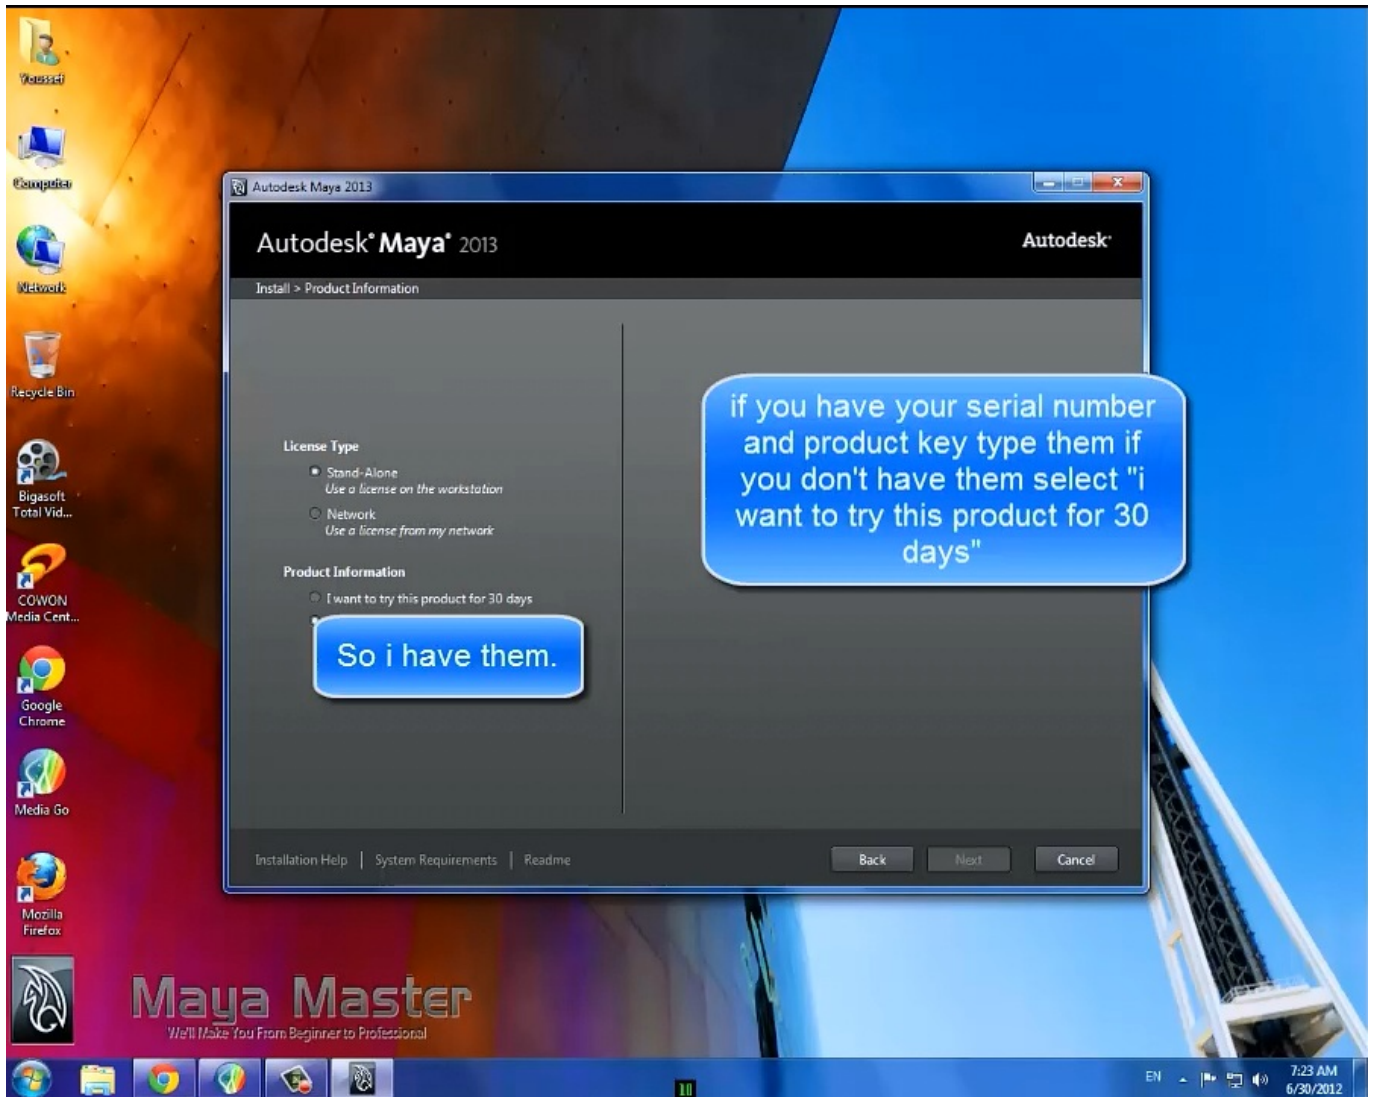 Youssef
Computer
Network
Recycle Bin
Bigasoft
Total Vid...
COWON
Media Cent...
Google
Chrome
Media Go
Mozilla
Firefox
Autodesk Maya 2013
Autodesk® Maya® 2013
Autodesk®
Install > Product Information
License Type
Stand-Alone
Use a license on the workstation
Network
Use a license from my network
Product Information
I want to try this product for 30 days
So i have them.
if you have your serial number
and product key type them if
you don't have them select "i
want to try this product for 30
days"
Installation Help | System Requirements | Readme
Back
Next
Cancel
Maya Master
We'll Make You From Beginner to Professional
10
EN
7:23 AM
6/30/2012